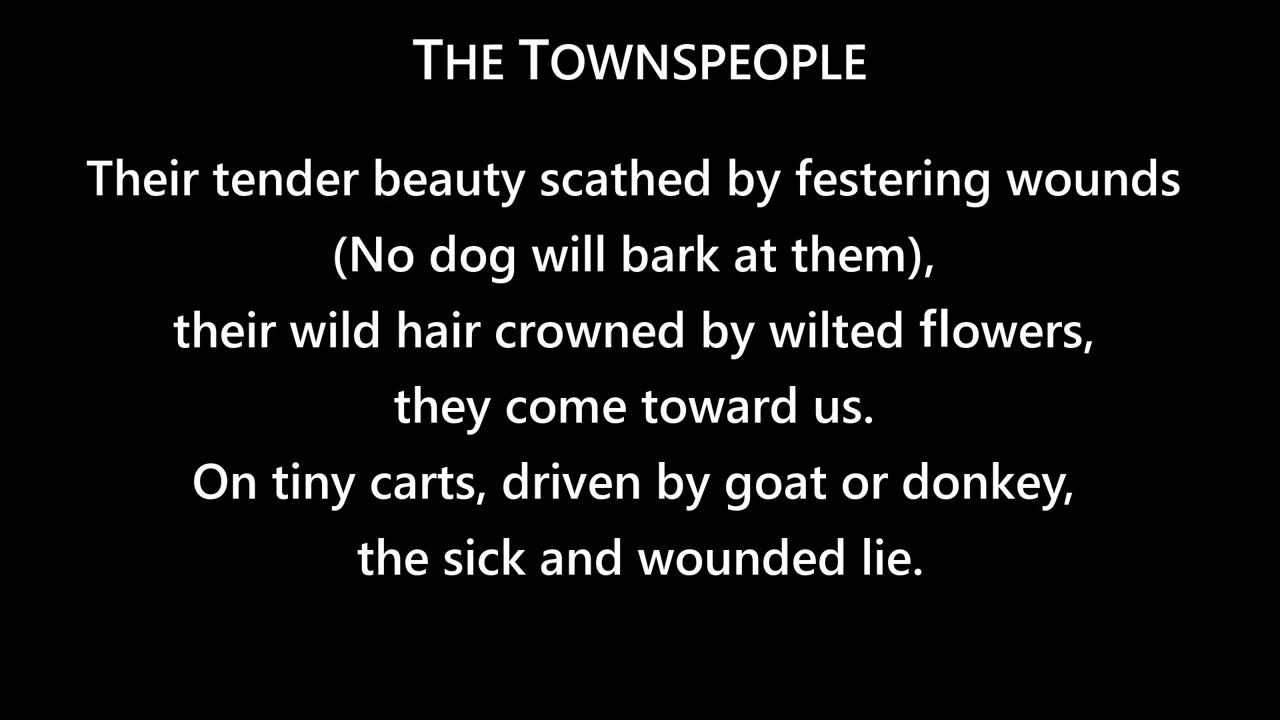 THE TOWNSPEOPLE
Their tender beauty scathed by festering wounds
(No dog will bark at them),
their wild hair crowned by wilted flowers,
they come toward us.
On tiny carts, driven by goat or donkey,
the sick and wounded lie.